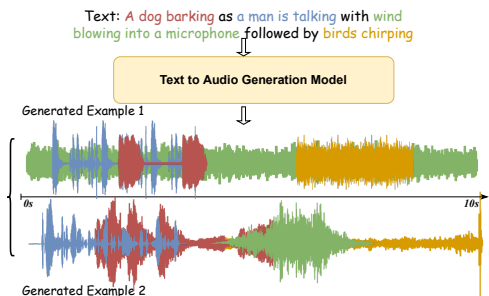 Text: A dog barking as a man is talking with wind
blowing into a microphone followed by birds chirping
Text to Audio Generation Model
Generated Example 1
0s
10s
Generated Example 2